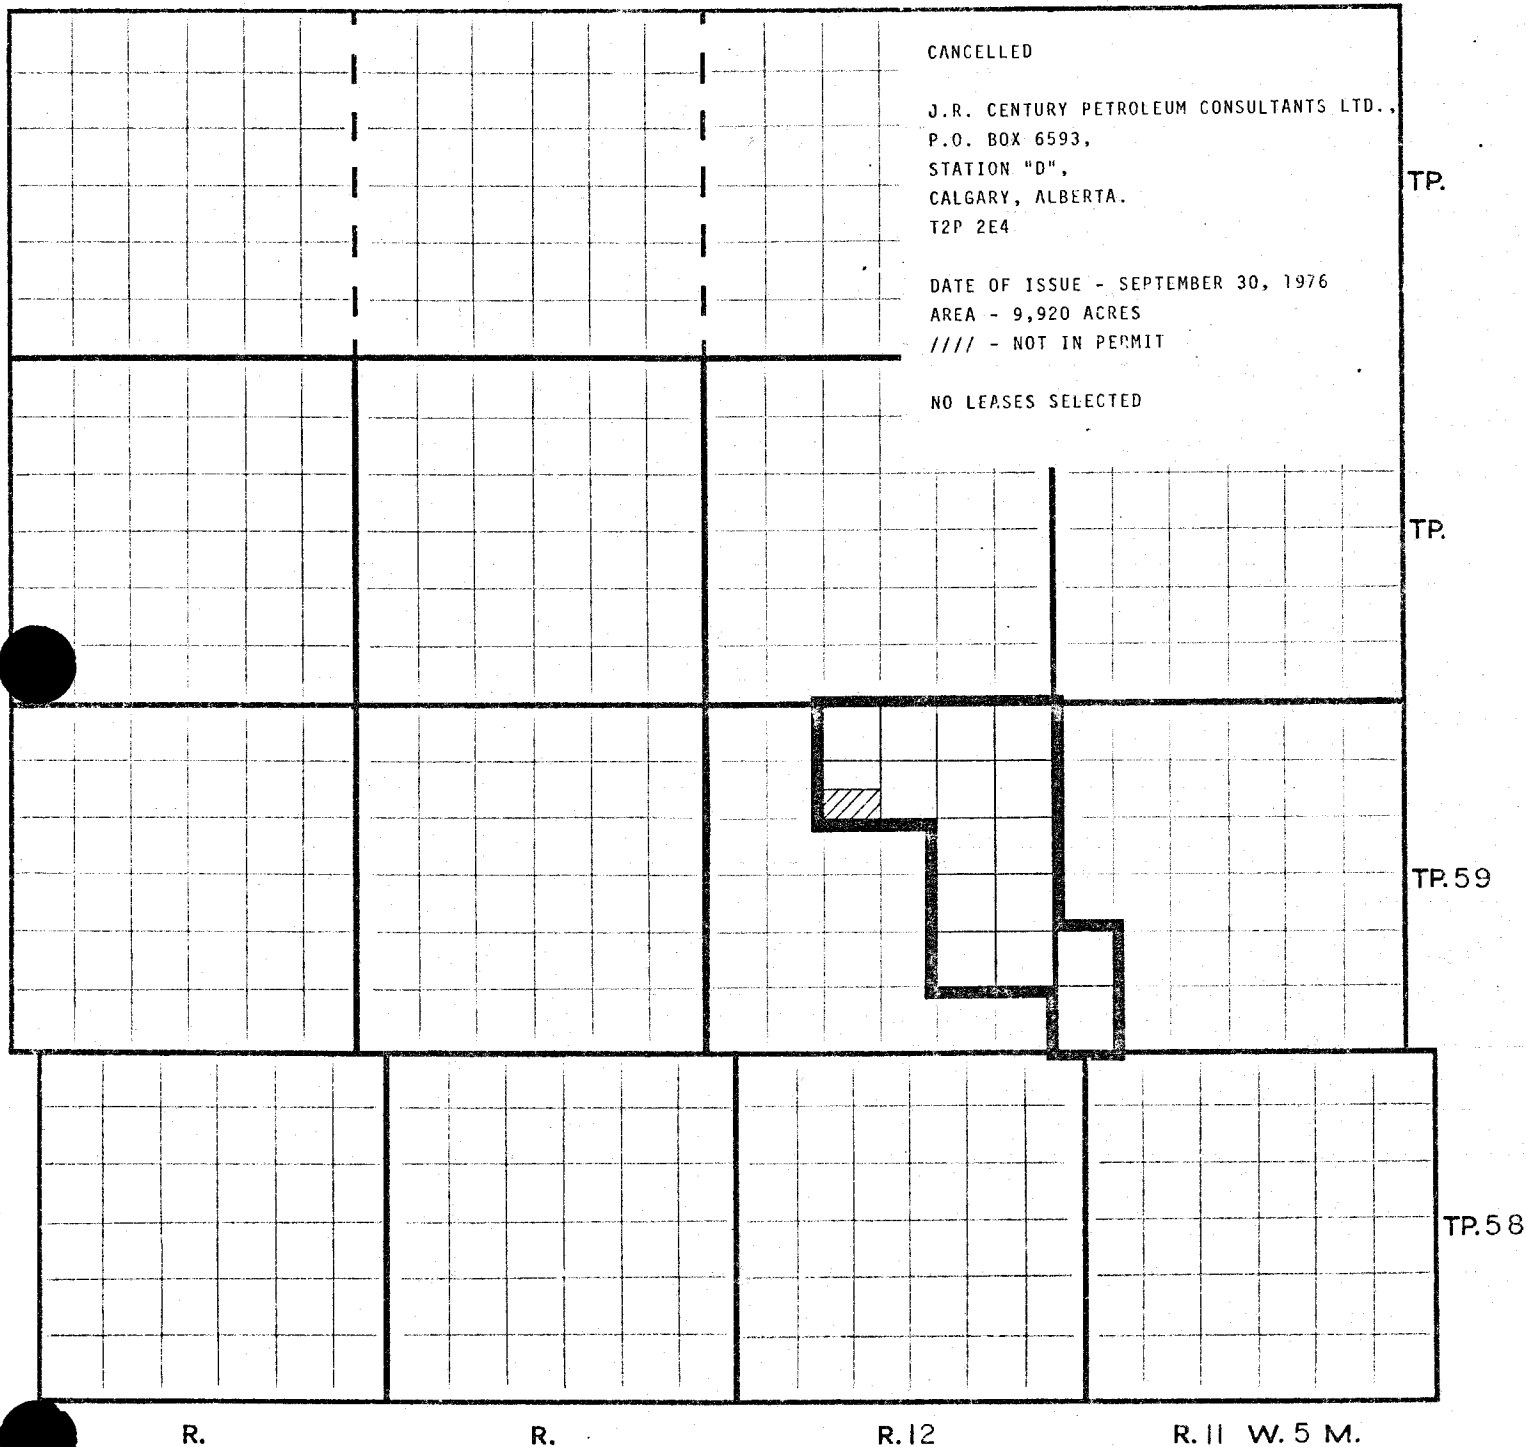 CANCELLED
J.R. CENTURY PETROLEUM CONSULTANTS LTD.,
P.O. BOX 6593,
STATION "D",
CALGARY, ALBERTA.
T2P 2E4
DATE OF ISSUE - SEPTEMBER 30, 1976
AREA - 9,920 ACRES
//// - NOT IN PERMIT
NO LEASES SELECTED
TP.
TP.
TP.59
TP.58
R. R. R.12 R.11 W.5 M.